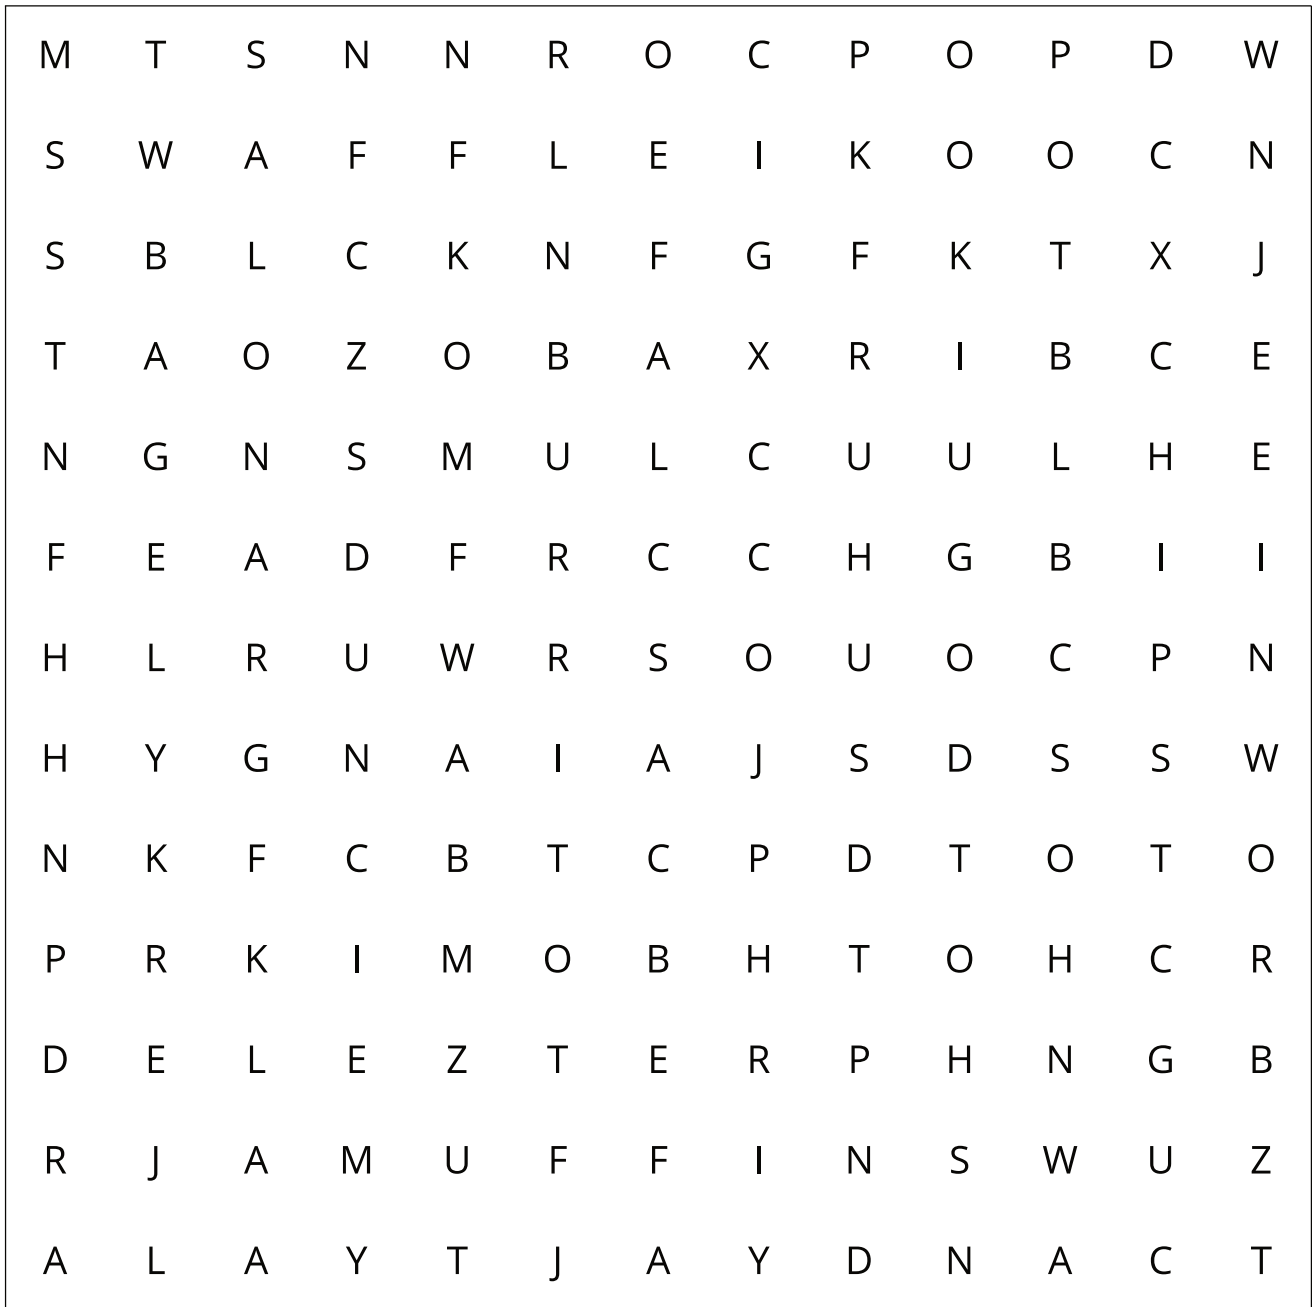 M T S N N R O C P O P D W
S W A F F L E I K O O C N
S B L C K N F G F K T X J
T A O Z O B A X R I B C E
N G N S M U L C U U L H E
F E A D F R C C H G B I I
H L R U W R S O U O C P N
H Y G N A I A J S D S S W
N K F C B T C P D T O T O
P R K I M O B H T O H C R
D E L E Z T E R P H N G B
R J A M U F F I N S W U Z
A L A Y T J A Y D N A C T